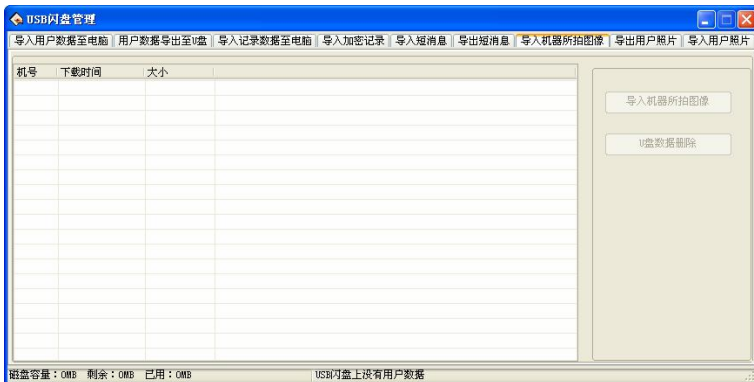 USB闪盘管理
导入用户数据至电脑 用户数据导出至U盘 导入记录数据至电脑 导入加密记录 导入短消息 导出短消息 导入机器所拍图像 导出用户照片 导入用户照片
机号 下载时间 大小
导入机器所拍图像
U盘数据删除
磁盘容量：0MB 剩余：0MB 已用：0MB USB闪盘上没有用户数据